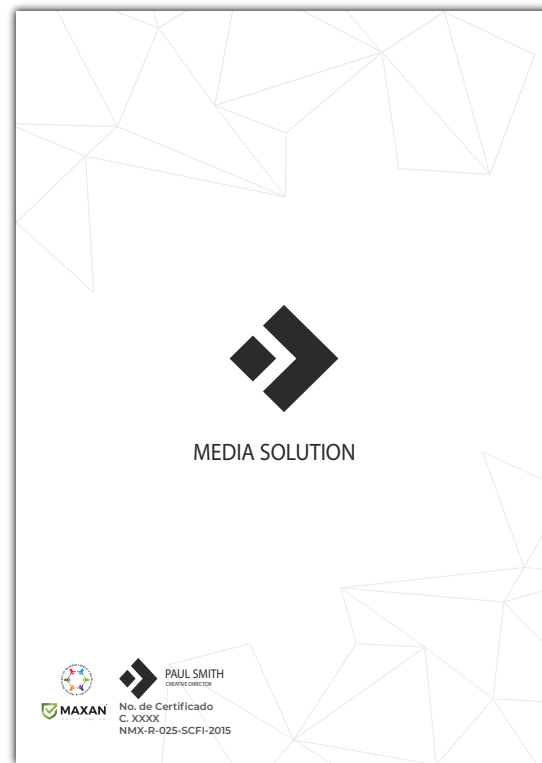 MEDIA SOLUTION
PAUL SMITH
CREATIVE DIRECTOR
MAXAN
No. de Certificado
C. XXXX
NMX-R-025-SCFI-2015